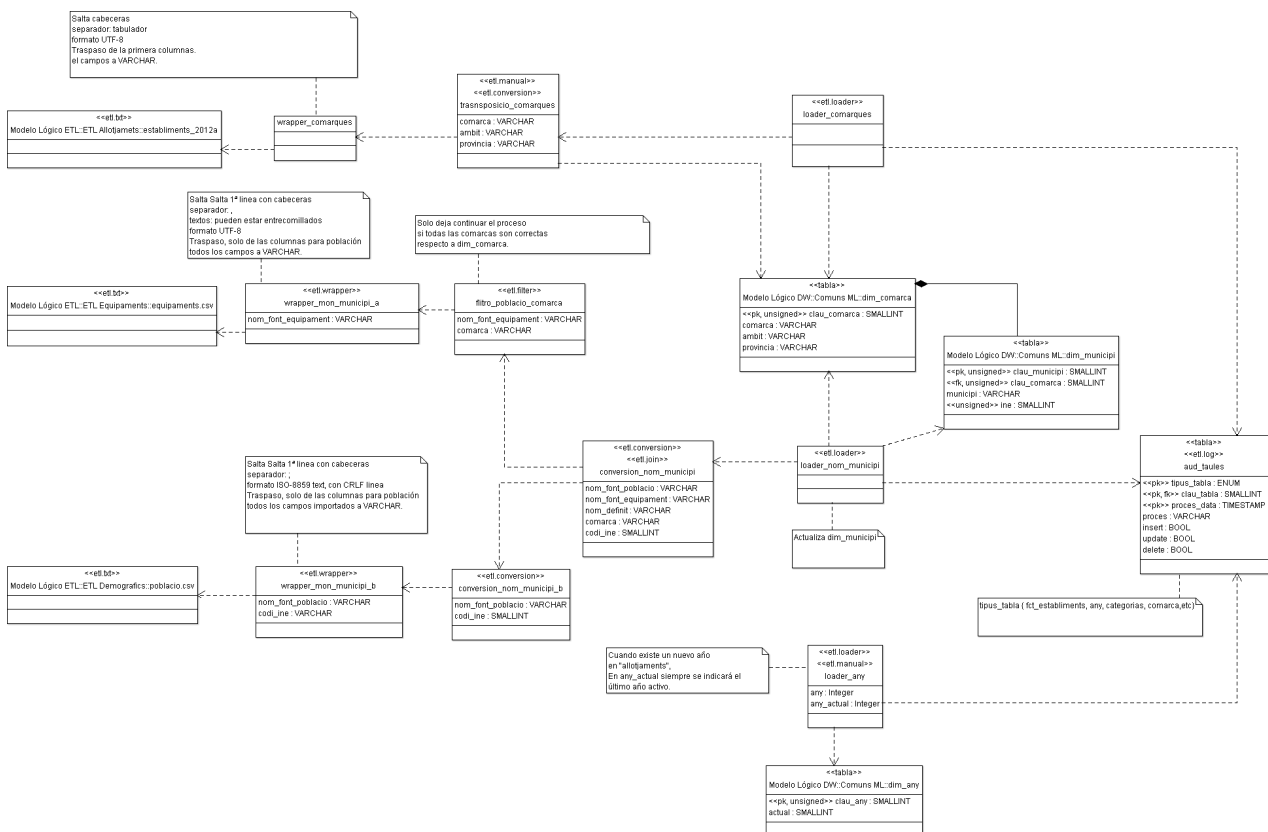 Salta cabeceras
separador: tabulador
formato UTF-8
Traspaso de la primera columnas.
el campos a VARCHAR.
<<etl.txt>>
Modelo Lógico ETL::ETL Allotjamets::establiments_2012a
wrapper_comarques
<<etl.manual>>
<<etl.conversion>>
trasnsposicio_comarques
comarca : VARCHAR
ambit : VARCHAR
provincia : VARCHAR
<<etl.loader>>
loader_comarques
Salta Salta 1ª linea con cabeceras
separador: ,
textos: pueden estar entrecomillados
formato UTF-8
Traspaso, solo de las columnas para población
todos los campos a VARCHAR.
Solo deja continuar el proceso
si todas las comarcas son correctas
respecto a dim_comarca.
<<etl.txt>>
Modelo Lógico ETL::ETL Equipaments::equipaments.csv
<<etl.wrapper>>
wrapper_mon_municipi_a
nom_font_equipament : VARCHAR
<<etl.filter>>
flitro_poblacio_comarca
nom_font_equipament : VARCHAR
comarca : VARCHAR
<<tabla>>
Modelo Lógico DW::Comuns ML::dim_comarca
<<pk, unsigned>> clau_comarca : SMALLINT
comarca : VARCHAR
ambit : VARCHAR
provincia : VARCHAR
<<tabla>>
Modelo Lógico DW::Comuns ML::dim_municipi
<<pk, unsigned>> clau_municipi : SMALLINT
<<fk, unsigned>> clau_comarca : SMALLINT
municipi : VARCHAR
<<unsigned>> ine : SMALLINT
Salta Salta 1ª linea con cabeceras
separador: ;
formato ISO-8859 text, con CRLF linea
Traspaso, solo de las columnas para población
todos los campos importados a VARCHAR.
<<etl.conversion>>
<<etl.join>>
conversion_nom_municipi
nom_font_poblacio : VARCHAR
nom_font_equipament : VARCHAR
nom_definit : VARCHAR
comarca : VARCHAR
codi_ine : SMALLINT
<<etl.loader>>
loader_nom_municipi
Actualiza dim_municipi
<<tabla>>
<<etl.log>>
aud_taules
<<pk>> tipus_tabla : ENUM
<<pk, fk>> clau_tabla : SMALLINT
<<pk>> proces_data : TIMESTAMP
proces : VARCHAR
insert : BOOL
update : BOOL
delete : BOOL
<<etl.txt>>
Modelo Lógico ETL::ETL Demografics::poblacio.csv
<<etl.wrapper>>
wrapper_mon_municipi_b
nom_font_poblacio : VARCHAR
codi_ine : VARCHAR
<<etl.conversion>>
conversion_nom_municipi_b
nom_font_poblacio : VARCHAR
codi_ine : SMALLINT
tipus_tabla ( fct_establiments, any, categorias, comarca,etc)
Cuando existe un nuevo año
en "allotjaments",
En any_actual siempre se indicará el
último año activo.
<<etl.loader>>
<<etl.manual>>
loader_any
any : Integer
any_actual : Integer
<<tabla>>
Modelo Lógico DW::Comuns ML::dim_any
<<pk, unsigned>> clau_any : SMALLINT
actual : SMALLINT